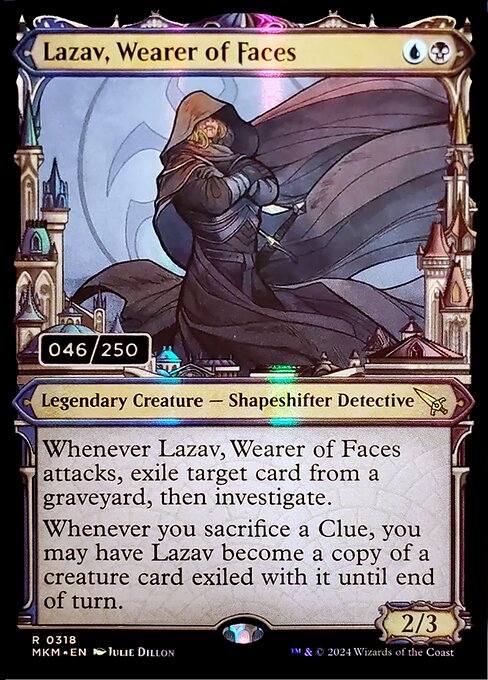 Lazav, Wearer of Faces
046/250
Legendary Creature — Shapeshifter Detective
Whenever Lazav, Wearer of Faces
attacks, exile target card from a
graveyard, then investigate.
Whenever you sacrifice a Clue, you
may have Lazav become a copy of a
creature card exiled with it until end
of turn.
2/3
R 0318
MKM • EN Julie Dillon
™ & © 2024 Wizards of the Coast